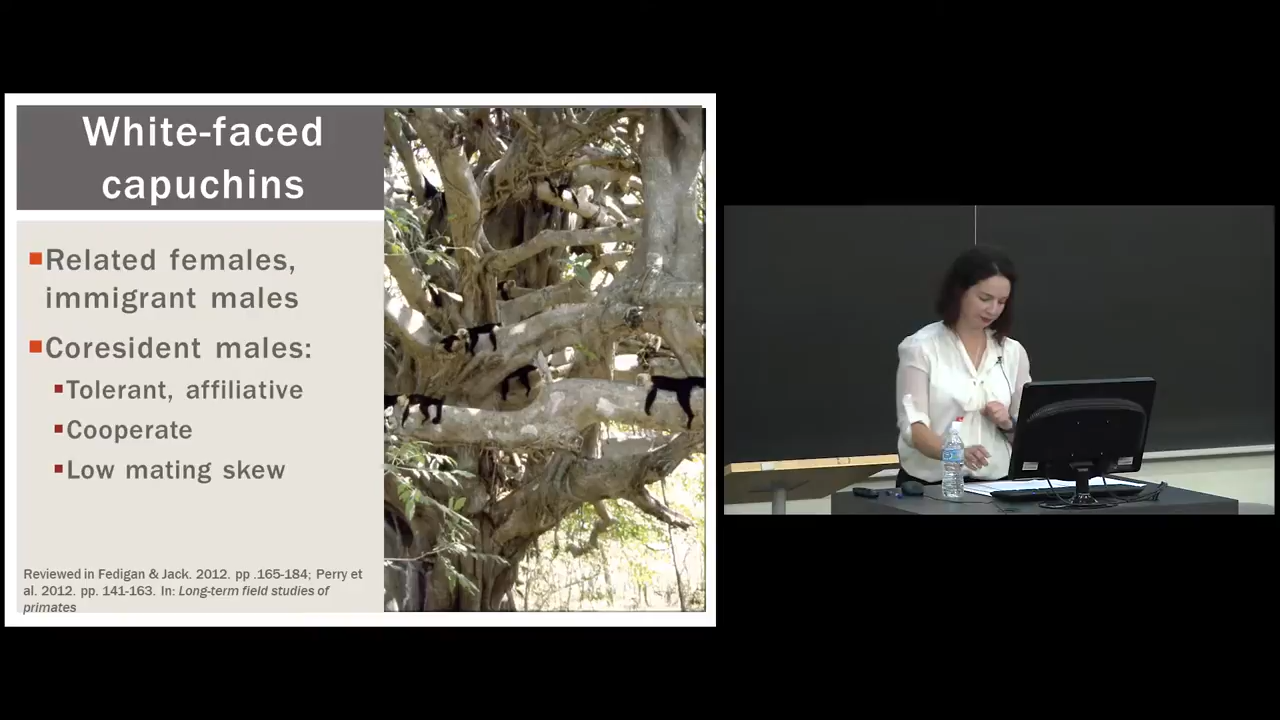 White-faced
capuchins
Related females,
immigrant males
Coresident males:
Tolerant, affiliative
Cooperate
Low mating skew
Reviewed in Fedigan & Jack. 2012. pp .165-184; Perry et
al. 2012. pp. 141-163. In: Long-term field studies of
primates